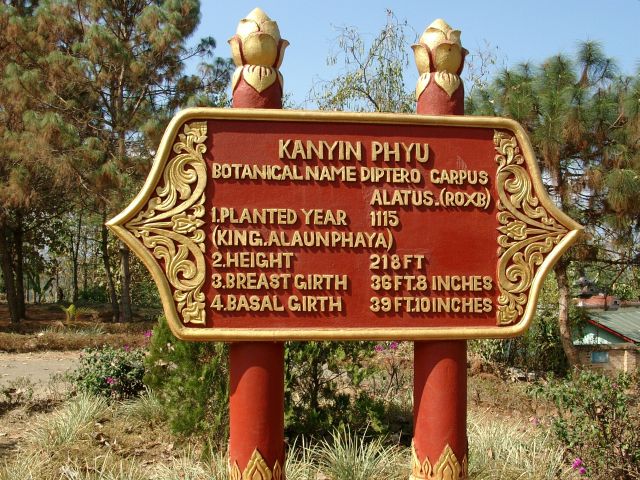 KANYIN PHYU
BOTANICAL NAME DIPTERO CARPUS
ALATUS.(ROXB)
1.PLANTED YEAR 1115
(KING.,ALAUNPHAYA)
2.HEIGHT 218 FT
3.BREAST GIRTH 36 FT.8 INCHES
4.BASAL GIRTH 39 FT.10 INCHES